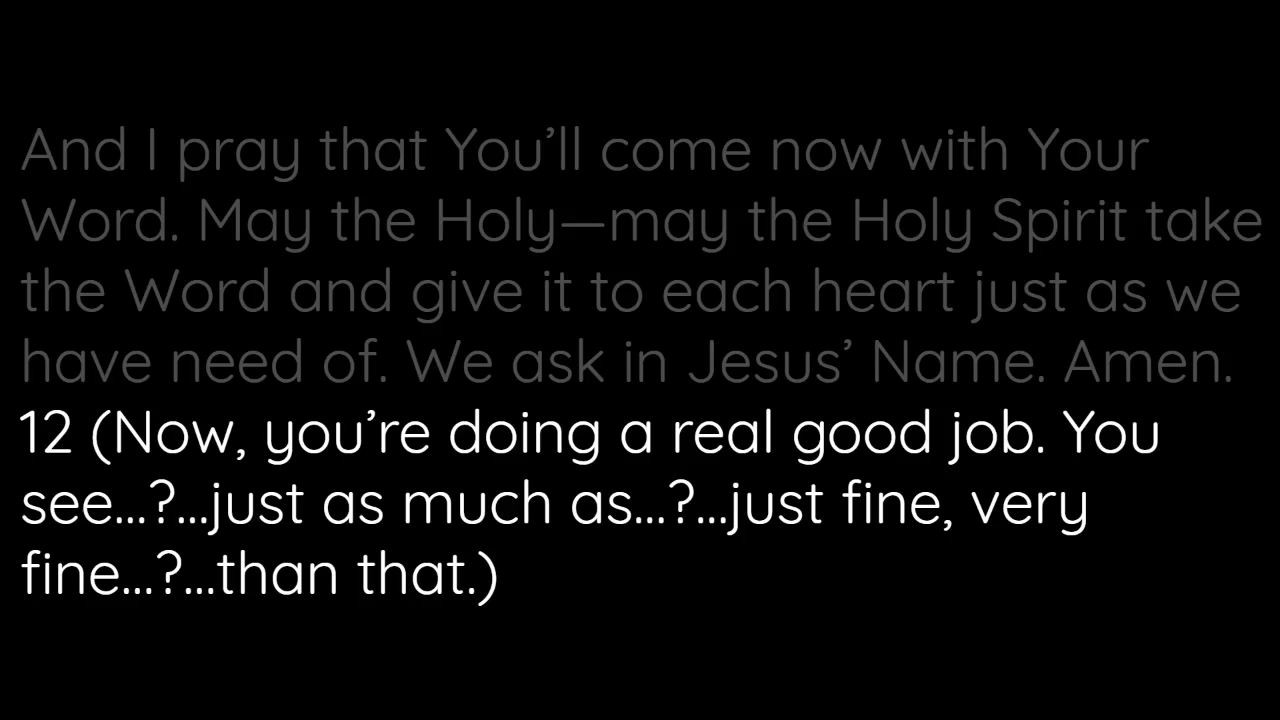 And I pray that You’ll come now with Your
Word. May the Holy—may the Holy Spirit take
the Word and give it to each heart just as we
have need of. We ask in Jesus’ Name. Amen.
12 (Now, you’re doing a real good job. You
see...?...just as much as...?...just fine, very
fine...?...than that.)